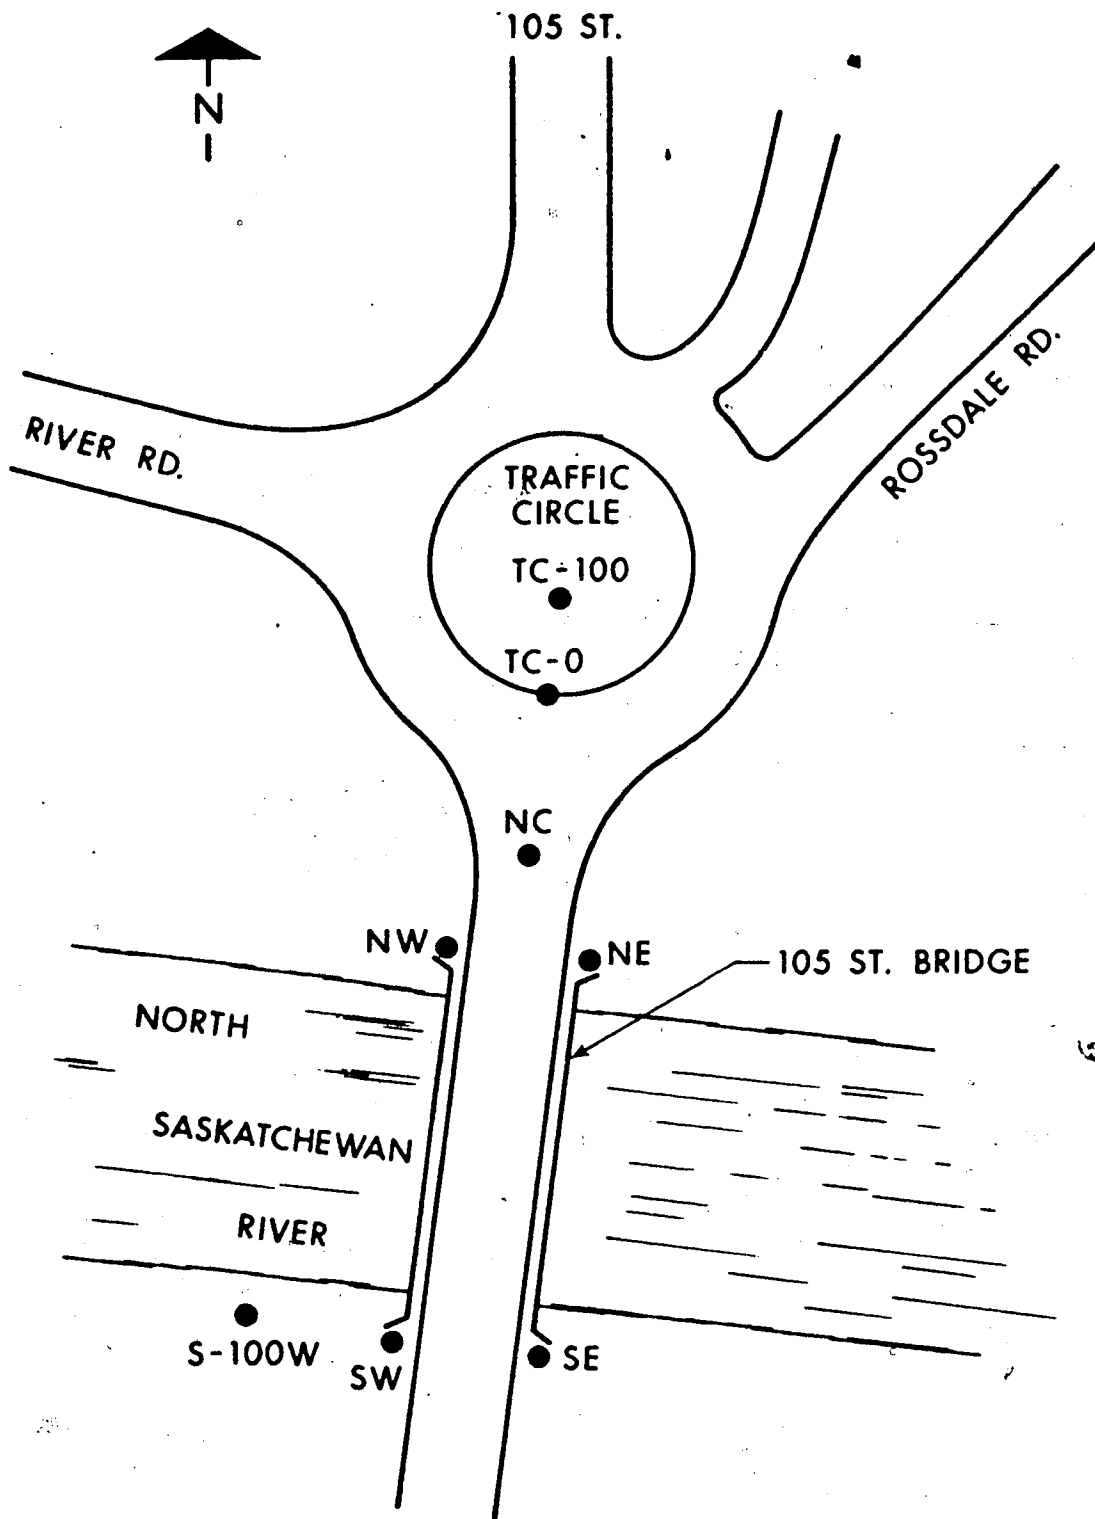 105 ST.
N
RIVER RD.
ROSSDALE RD.
TRAFFIC
CIRCLE
TC-100
TC-0
NC
NW
NE
105 ST. BRIDGE
NORTH
SASKATCHEWAN
RIVER
S-100W
SW
SE